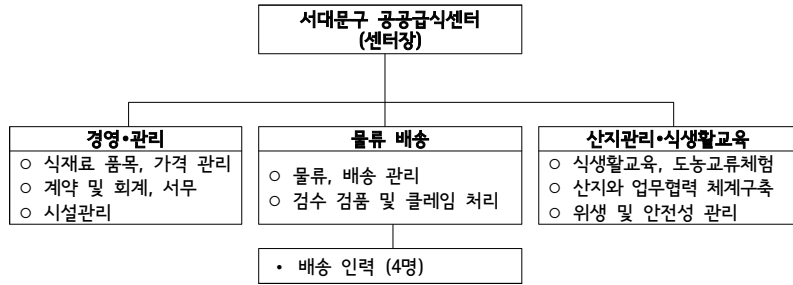 서대문구 공공급식센터
(센터장)
경영•관리
○ 식재료 품목, 가격 관리
○ 계약 및 회계, 서무
○ 시설관리
물류 배송
○ 물류, 배송 관리
○ 검수 검품 및 클레임 처리
산지관리•식생활교육
○ 식생활교육, 도농교류체험
○ 산지와 업무협력 체계구축
○ 위생 및 안전성 관리
• 배송 인력 (4명)